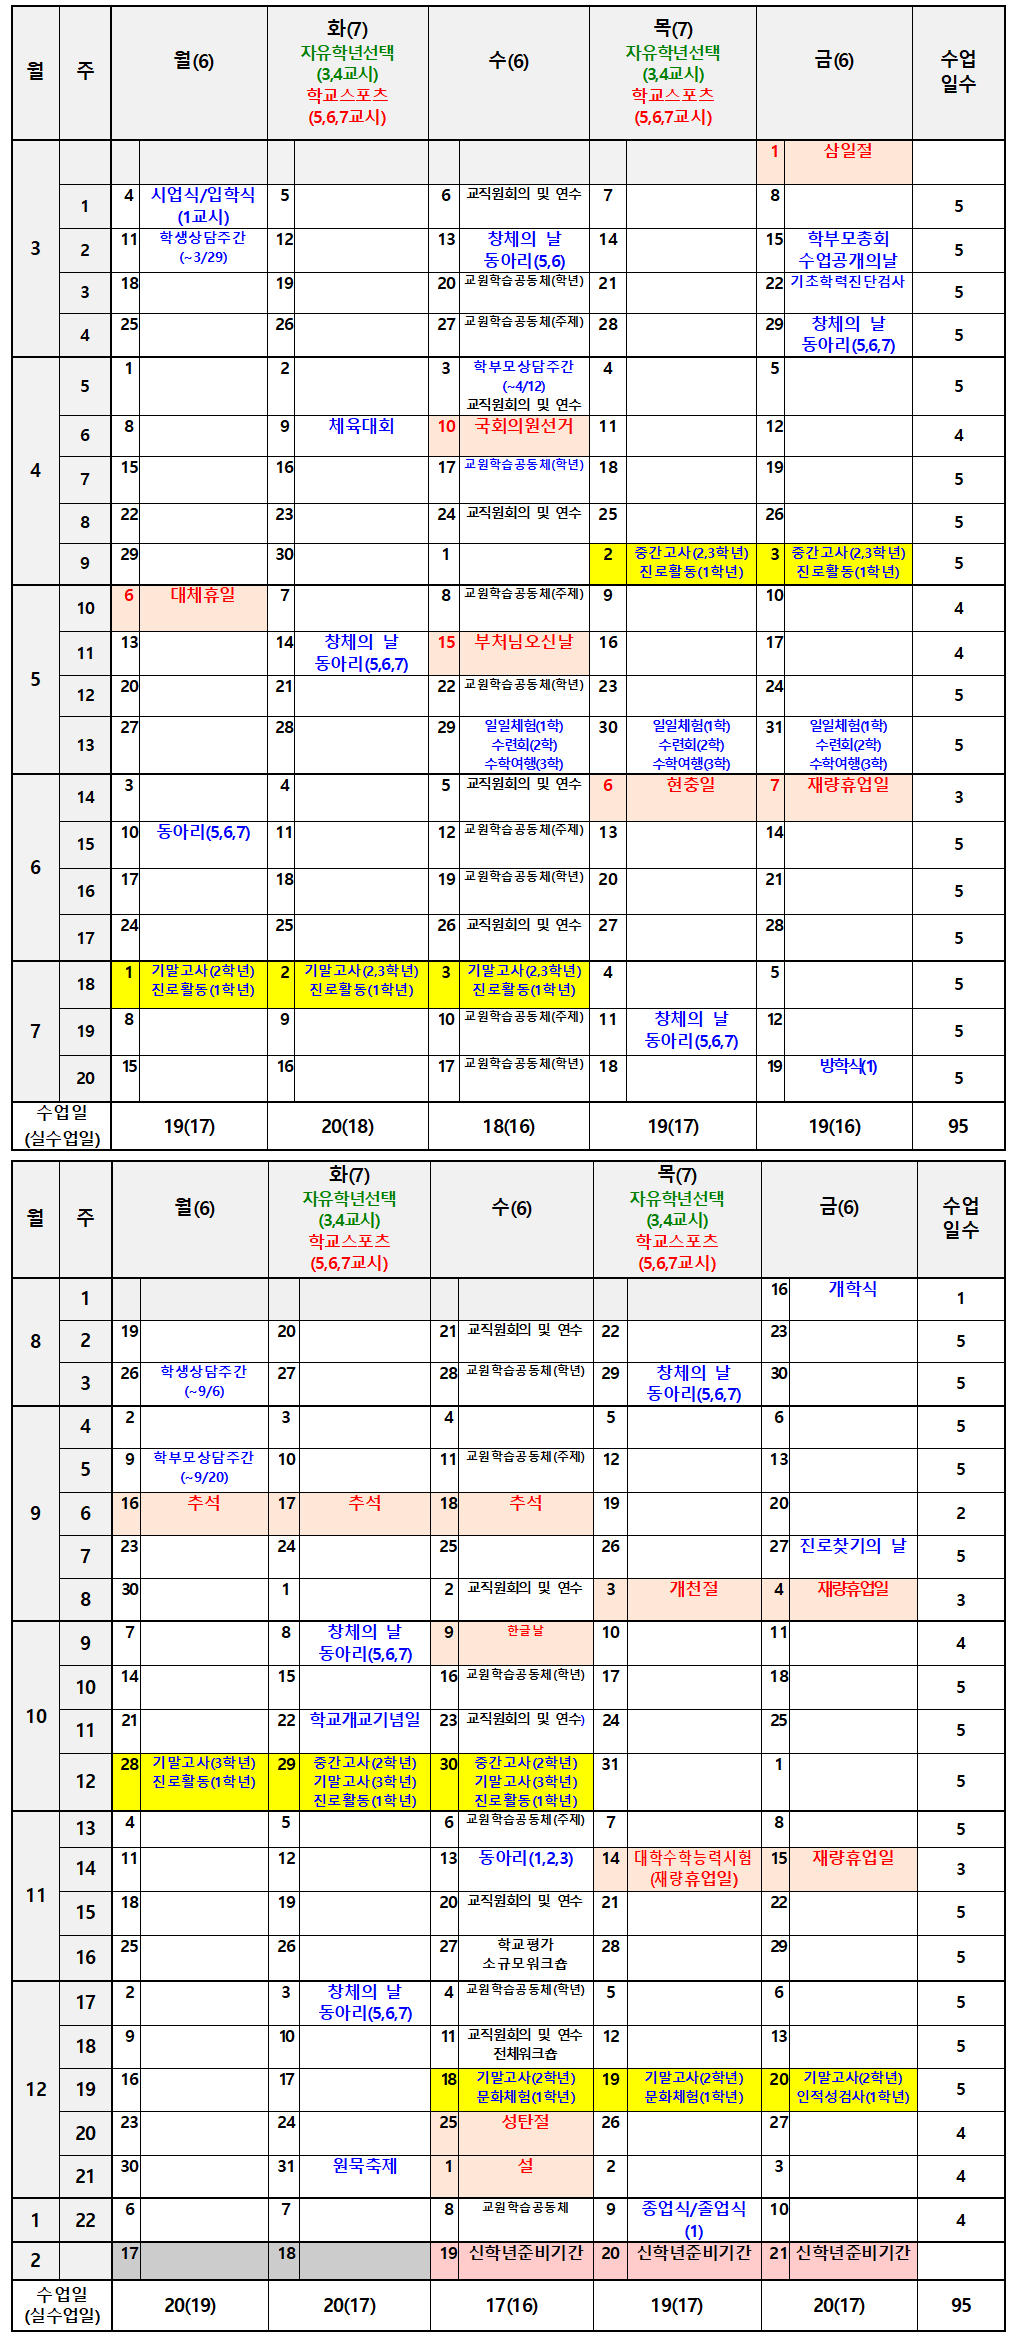 월 주 월(6) 화(7) 수(6) 목(7) 금(6) 수업
자유학년선택 자유학년선택 일수
(3,4교시) (3,4교시)
학교스포츠 학교스포츠
(5,6,7교시) (5,6,7교시)
3
1 삼일절
1 4 시업식/입학식 5 6 교직원회의 및 연수 7 8 5
(1교시)
2 11 학생상담주간 12 13 창체의 날 14 15 학부모총회 5
(~3/29) 동아리(5,6) 수업공개의날
3 18 19 20 교원학습공동체(학년) 21 22 기초학력진단검사 5
4 25 26 27 교원학습공동체(주제) 28 29 창체의 날 5
동아리(5,6,7)
4
5 1 2 3 학부모상담주간 4 5 5
(~4/12)
교직원회의 및 연수
6 8 9 체육대회 10 국회의원선거 11 12 4
7 15 16 17 교원학습공동체(학년) 18 19 5
8 22 23 24 교직원회의 및 연수 25 26 5
9 29 30 1 2 중간고사(2,3학년) 3 중간고사(2,3학년) 5
진로활동(1학년) 진로활동(1학년)
5
10 6 대체휴일 7 8 교원학습공동체(주제) 9 10 4
11 13 14 창체의 날 15 부처님오신날 16 17 4
동아리(5,6,7)
12 20 21 22 교원학습공동체(학년) 23 24 5
13 27 28 29 일일체험(1학) 30 일일체험(1학) 31 일일체험(1학) 5
수련회(2학) 수련회(2학) 수련회(2학)
수학여행(3학) 수학여행(3학) 수학여행(3학)
6
14 3 4 5 교직원회의 및 연수 6 현충일 7 재량휴업일 3
15 10 동아리(5,6,7) 11 12 교원학습공동체(주제) 13 14 5
16 17 18 19 교원학습공동체(학년) 20 21 5
17 24 25 26 교직원회의 및 연수 27 28 5
7
18 1 기말고사(2학년) 2 기말고사(2,3학년) 3 기말고사(2,3학년) 4 5 5
진로활동(1학년) 진로활동(1학년) 진로활동(1학년)
19 8 9 10 교원학습공동체(주제) 11 창체의 날 12 5
동아리(5,6,7)
20 15 16 17 교원학습공동체(학년) 18 19 방학식(1) 5
수업일 19(17) 20(18) 18(16) 19(17) 19(16) 95
(실수업일)
월 주 월(6) 화(7) 수(6) 목(7) 금(6) 수업
자유학년선택 자유학년선택 일수
(3,4교시) (3,4교시)
학교스포츠 학교스포츠
(5,6,7교시) (5,6,7교시)
8
1 16 개학식 1
2 19 20 21 교직원회의 및 연수 22 23 5
3 26 학생상담주간 27 28 교원학습공동체(학년) 29 창체의 날 30 5
(~9/6) 동아리(5,6,7)
9
4 2 3 4 5 6 5
5 9 학부모상담주간 10 11 교원학습공동체(주제) 12 13 5
(~9/20)
6 16 추석 17 추석 18 추석 19 20 2
7 23 24 25 26 27 진로찾기의 날 5
8 30 1 2 교직원회의 및 연수 3 개천절 4 재량휴업일 3
10
9 7 8 창체의 날 9 한글날 10 11 4
동아리(5,6,7)
10 14 15 16 교원학습공동체(학년) 17 18 5
11 21 22 학교개교기념일 23 교직원회의 및 연수) 24 25 5
12 28 기말고사(3학년) 29 중간고사(2학년) 30 중간고사(2학년) 31 1 5
진로활동(1학년) 기말고사(3학년) 기말고사(3학년)
진로활동(1학년) 진로활동(1학년)
11
13 4 5 6 교원학습공동체(주제) 7 8 5
14 11 12 13 동아리(1,2,3) 14 대학수학능력시험 15 재량휴업일 3
(재량휴업일)
15 18 19 20 교직원회의 및 연수 21 22 5
16 25 26 27 학교평가 28 29 5
소규모워크숍
12
17 2 3 창체의 날 4 교원학습공동체(학년) 5 6 5
동아리(5,6,7)
18 9 10 11 교직원회의 및 연수 12 13 5
전체워크숍
19 16 17 18 기말고사(2학년) 19 기말고사(2학년) 20 기말고사(2학년) 5
문화체험(1학년) 문화체험(1학년) 인적성검사(1학년)
20 23 24 25 성탄절 26 27 4
21 30 31 원묵축제 1 설 2 3 4
1 22 6 7 8 교원학습공동체 9 종업식/졸업식 10 4
(1)
2 17 18 19 신학년준비기간 20 신학년준비기간 21 신학년준비기간
수업일 20(19) 20(17) 17(16) 19(17) 20(17) 95
(실수업일)